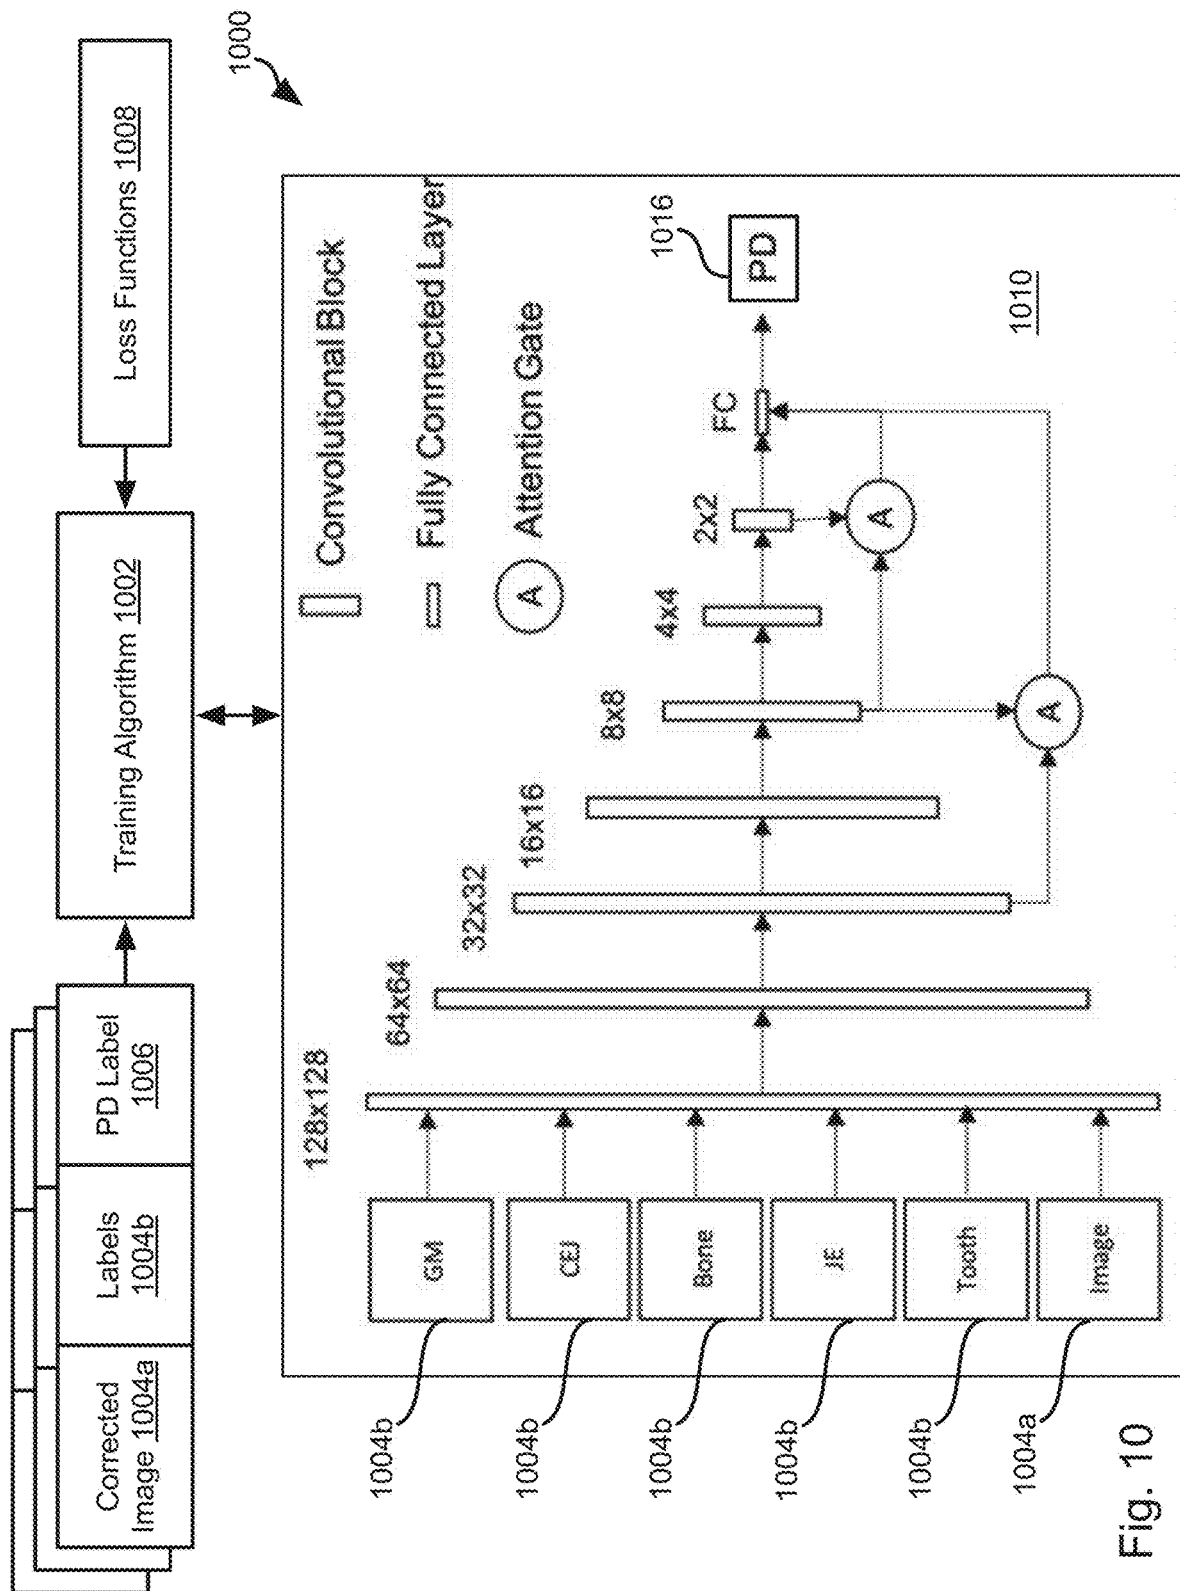 Corrected
Image 1004a
Labels
1004b
PD Label
1006
Training Algorithm 1002
Loss Functions 1008
1000
128x128
64x64
32x32
16x16
8x8
4x4
2x2
FC
Convolutional Block
Fully Connected Layer
A Attention Gate
GM
CEJ
Bone
JE
Tooth
Image
A
A
PD
1016
1010
1004b
1004b
1004b
1004b
1004b
1004a
Fig. 10